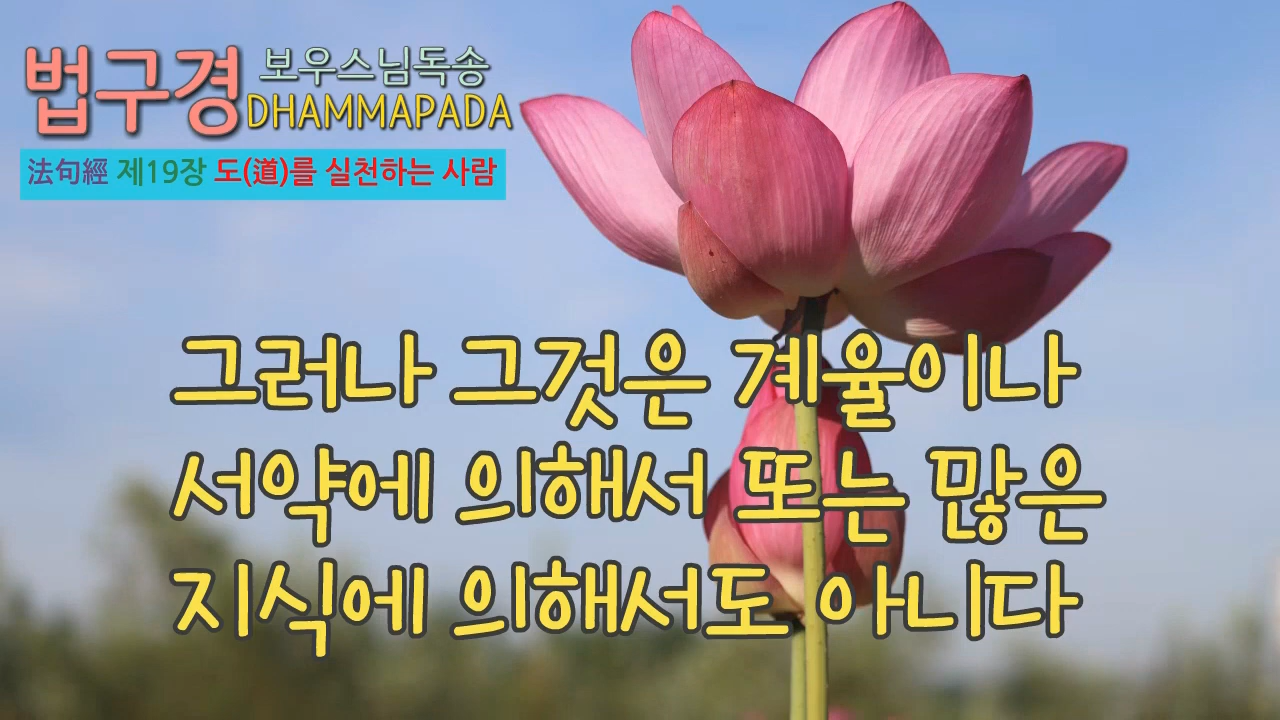 법구경
보우스님독송
DHAMMAPADA
法句經 제19장 도(道)를 실천하는 사람
그러나 그것은 계율이나
서약에 의해서 또는 많은
지식에 의해서도 아니다